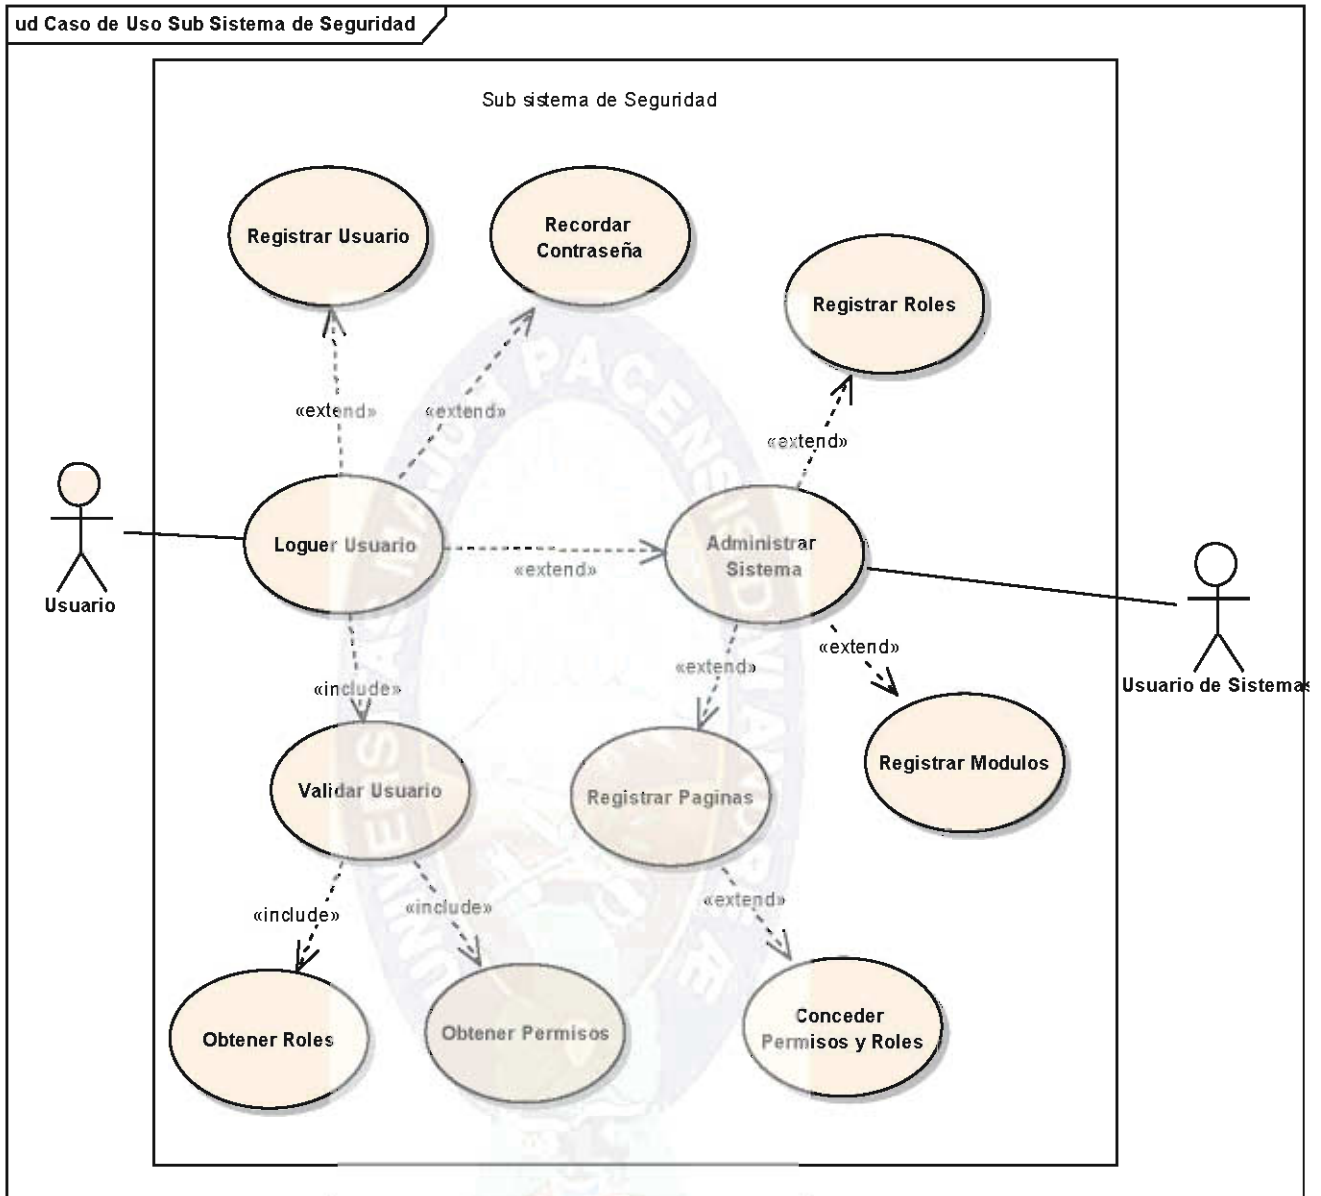 ud Caso de Uso Sub Sistema de Seguridad
Sub sistema de Seguridad
Registrar Usuario
Recordar
Contraseña
Registrar Roles
«extend»
«extend»
«extend»
Loguer Usuario
«extend»
Administrar
Sistema
Usuario
Usuario de Sistemas
«include»
«extend»
«extend»
Validar Usuario
Registrar Paginas
Registrar Modulos
«include»
«include»
«extend»
Obtener Roles
Obtener Permisos
Conceder
Permisos y Roles